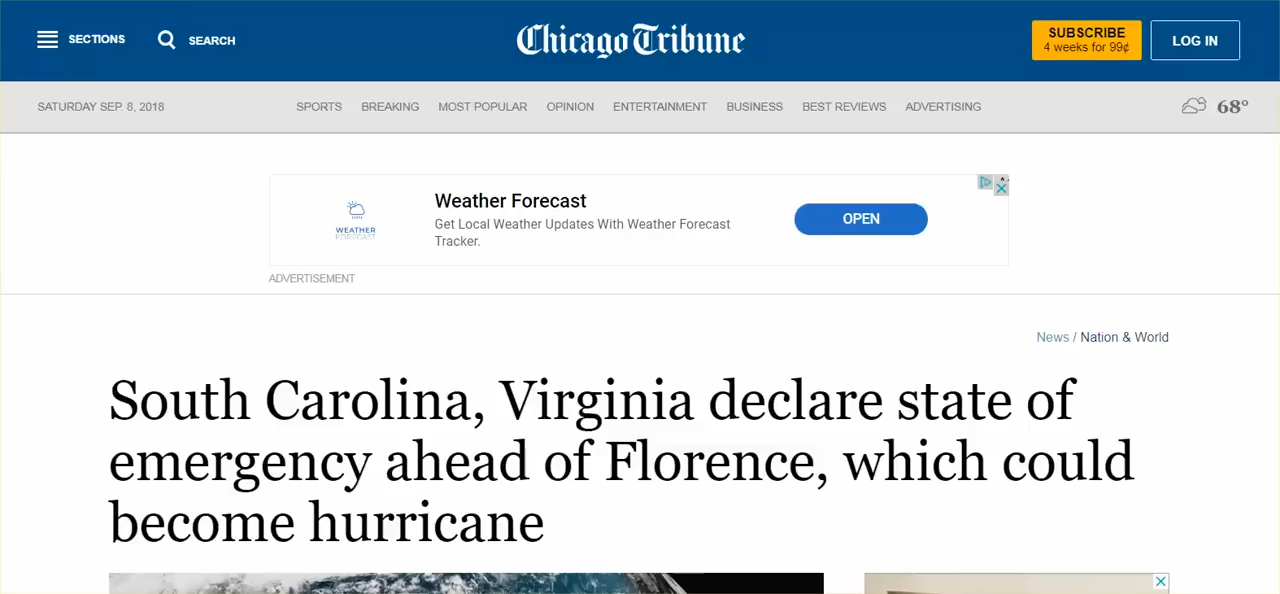 SECTIONS
SEARCH
Chicago Tribune
SUBSCRIBE
4 weeks for 99¢
LOG IN
SATURDAY SEP. 8, 2018
SPORTS
BREAKING
MOST POPULAR
OPINION
ENTERTAINMENT
BUSINESS
BEST REVIEWS
ADVERTISING
68°
Weather Forecast
Get Local Weather Updates With Weather Forecast
Tracker.
WEATHER
FORECAST
OPEN
ADVERTISEMENT
News / Nation & World
South Carolina, Virginia declare state of
emergency ahead of Florence, which could
become hurricane